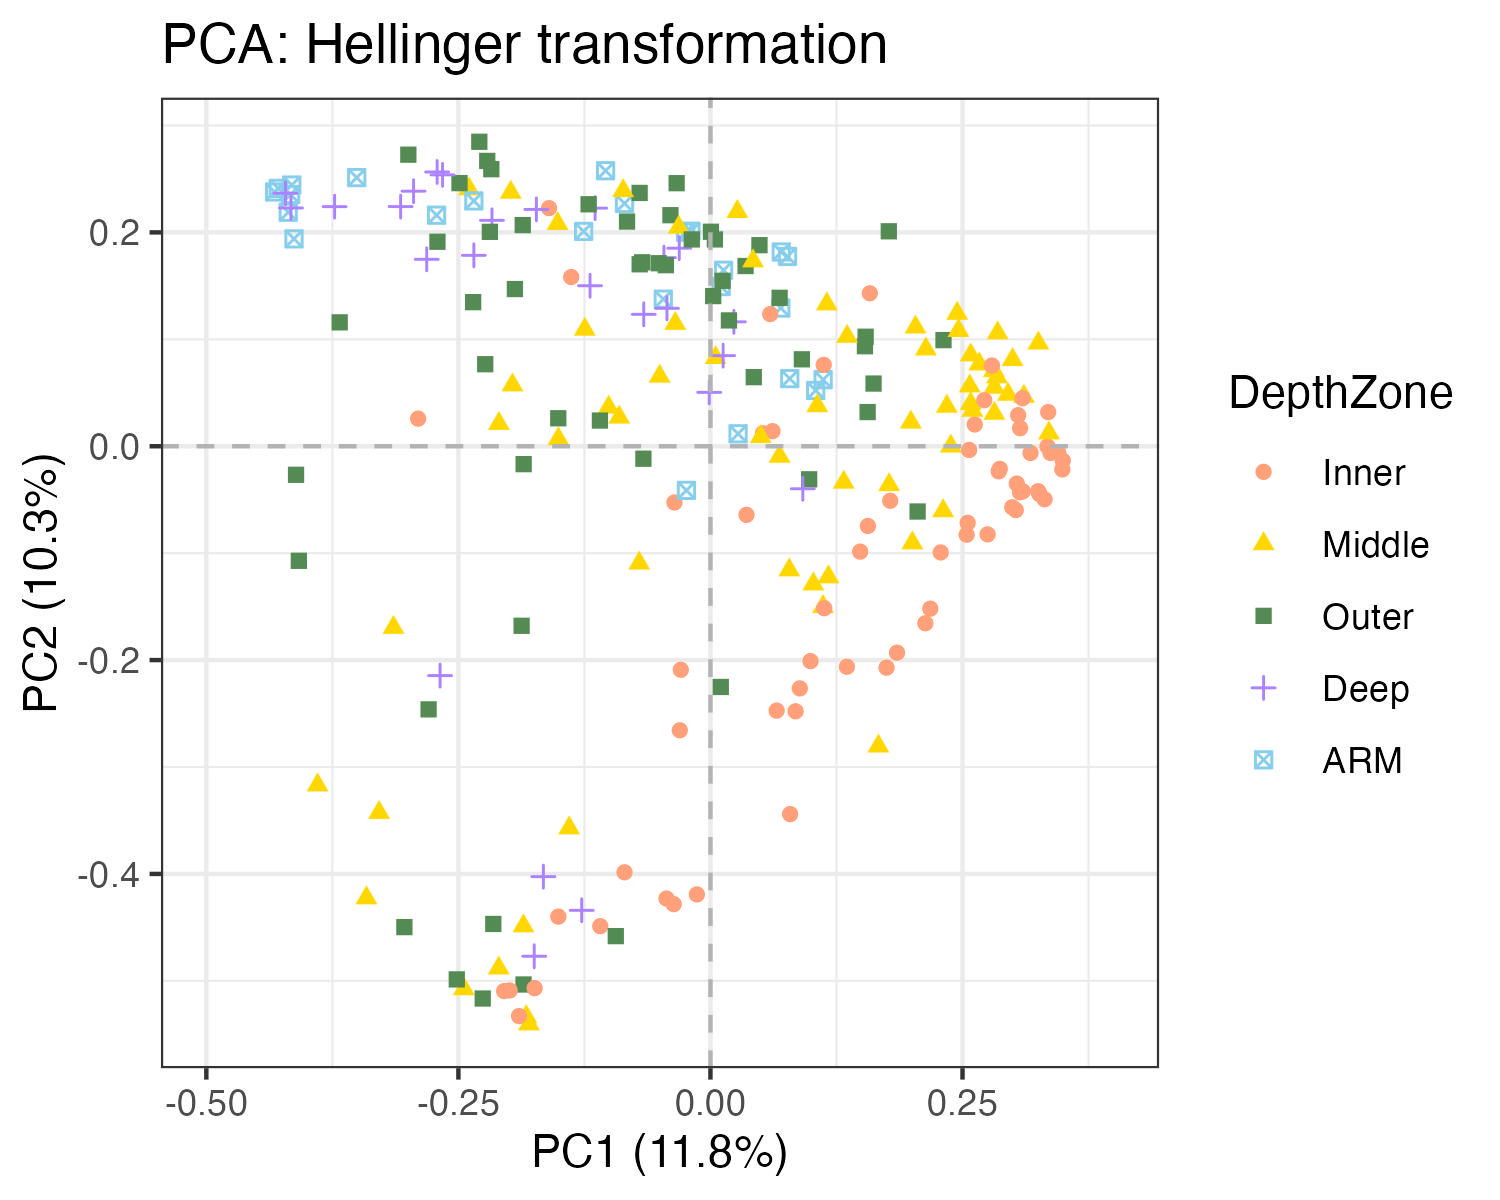 PCA: Hellinger transformation
PC2 (10.3%)
0.2
0.0
-0.2
-0.4
-0.50
-0.25
0.00
0.25
PC1 (11.8%)
DepthZone
Inner
Middle
Outer
Deep
ARM